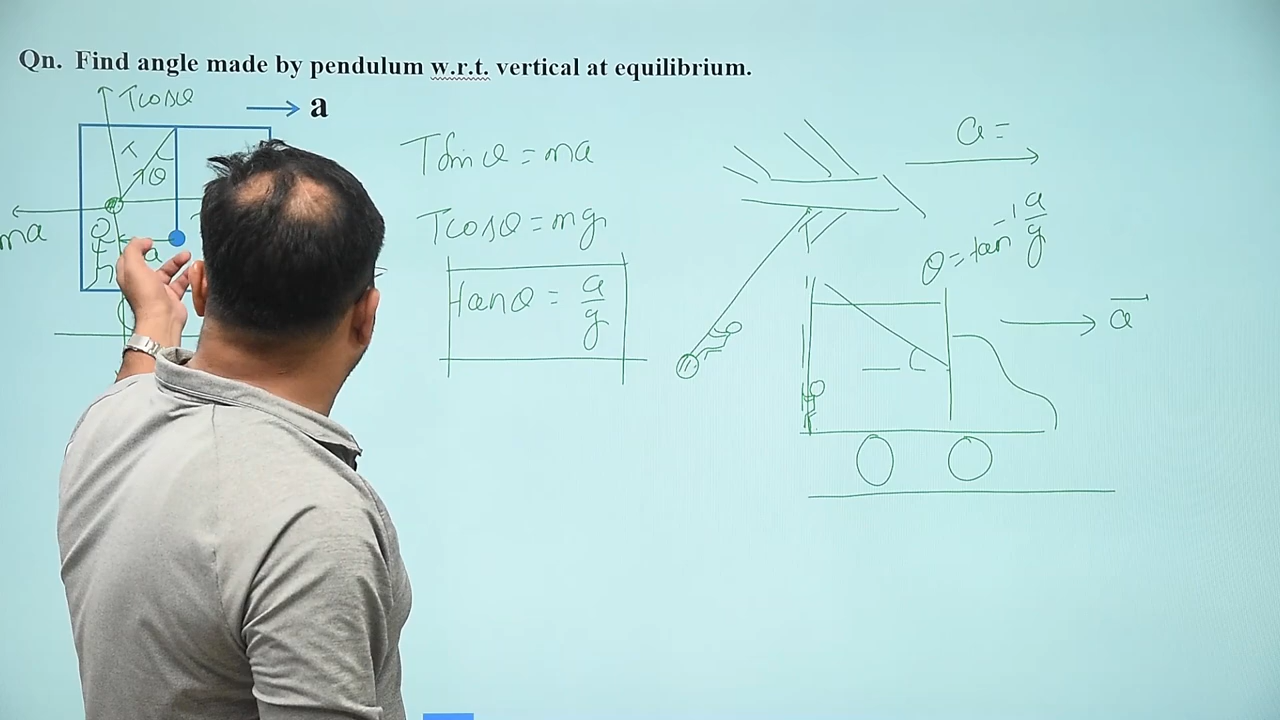 Qn. Find angle made by pendulum w.r.t. vertical at equilibrium.
Tcosθ
a
T
θ
ma
a
Tsinθ = ma
Tcosθ = mg
tanθ = a/g
a =
θ = tan⁻¹ a/g
a